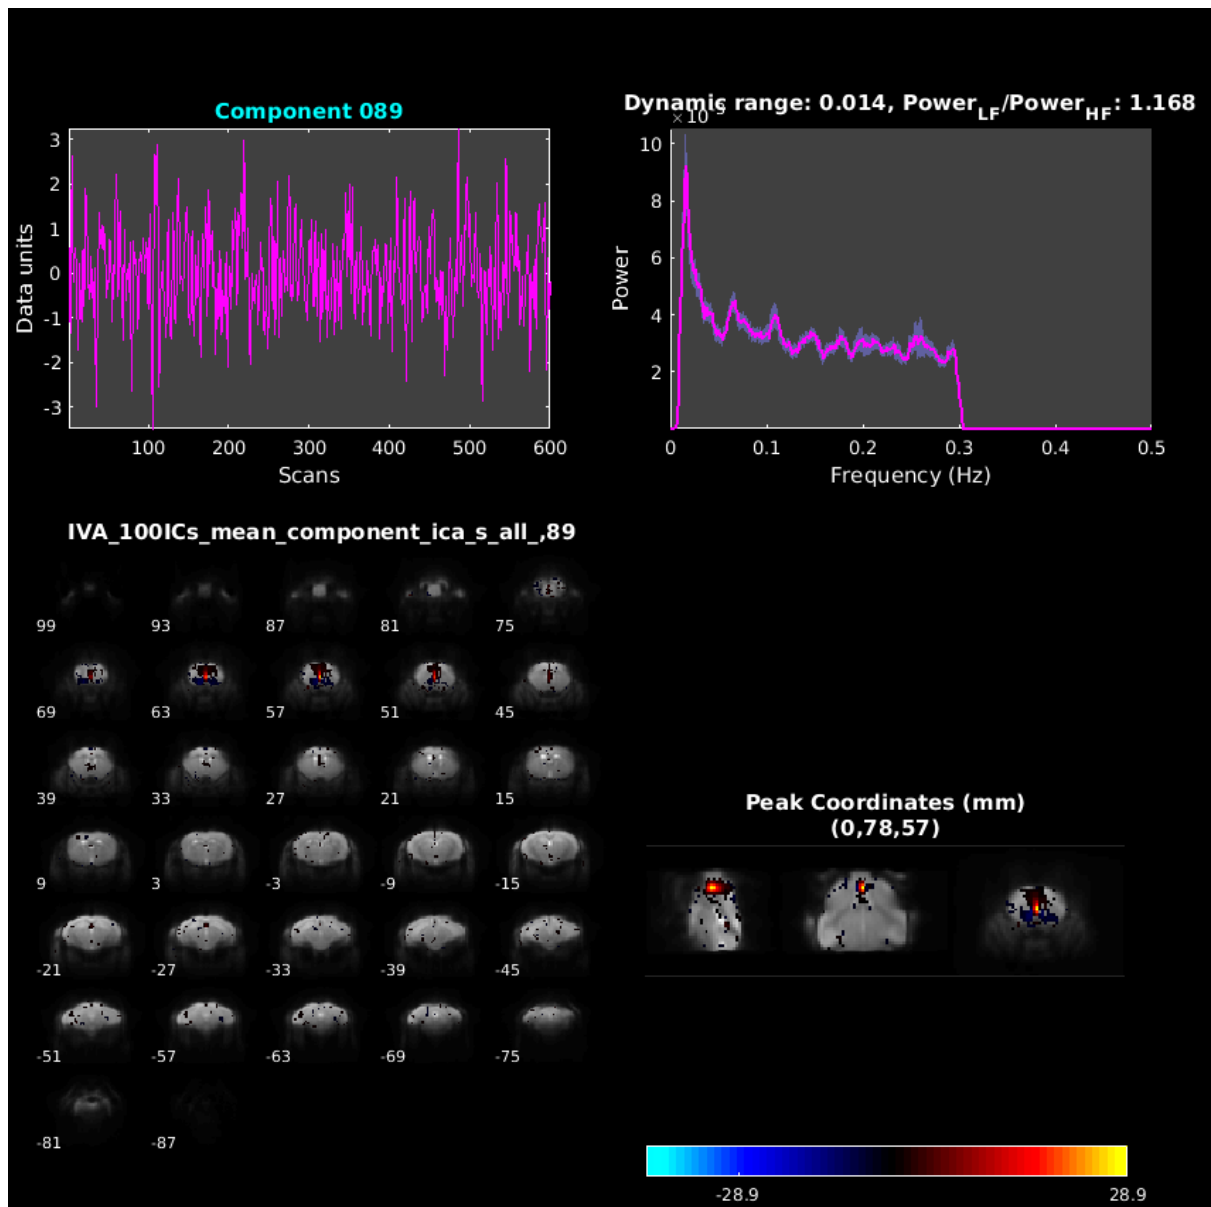 Component 089
3
2
1
0
-1
-2
-3
Data units
100 200 300 400 500 600
Scans
Dynamic range: 0.014, Power_LF/Power_HF: 1.168
10
8
6
4
2
Power
0 0.1 0.2 0.3 0.4 0.5
Frequency (Hz)
IVA_100ICs_mean_component_ica_s_all_,89
99 93 87 81 75
69 63 57 51 45
39 33 27 21 15
9 3 -3 -9 -15
-21 -27 -33 -39 -45
-51 -57 -63 -69 -75
-81 -87
Peak Coordinates (mm)
(0,78,57)
-28.9 28.9